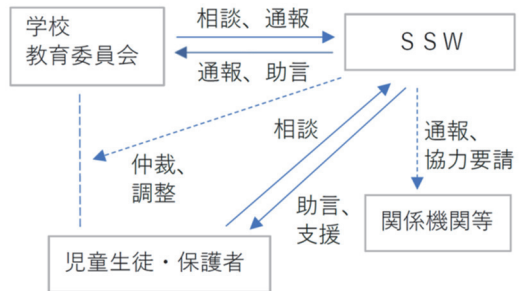 学校
教育委員会
相談、通報
通報、助言
ＳＳＷ
相談
仲裁、
調整
通報、
協力要請
助言、
支援
関係機関等
児童生徒・保護者